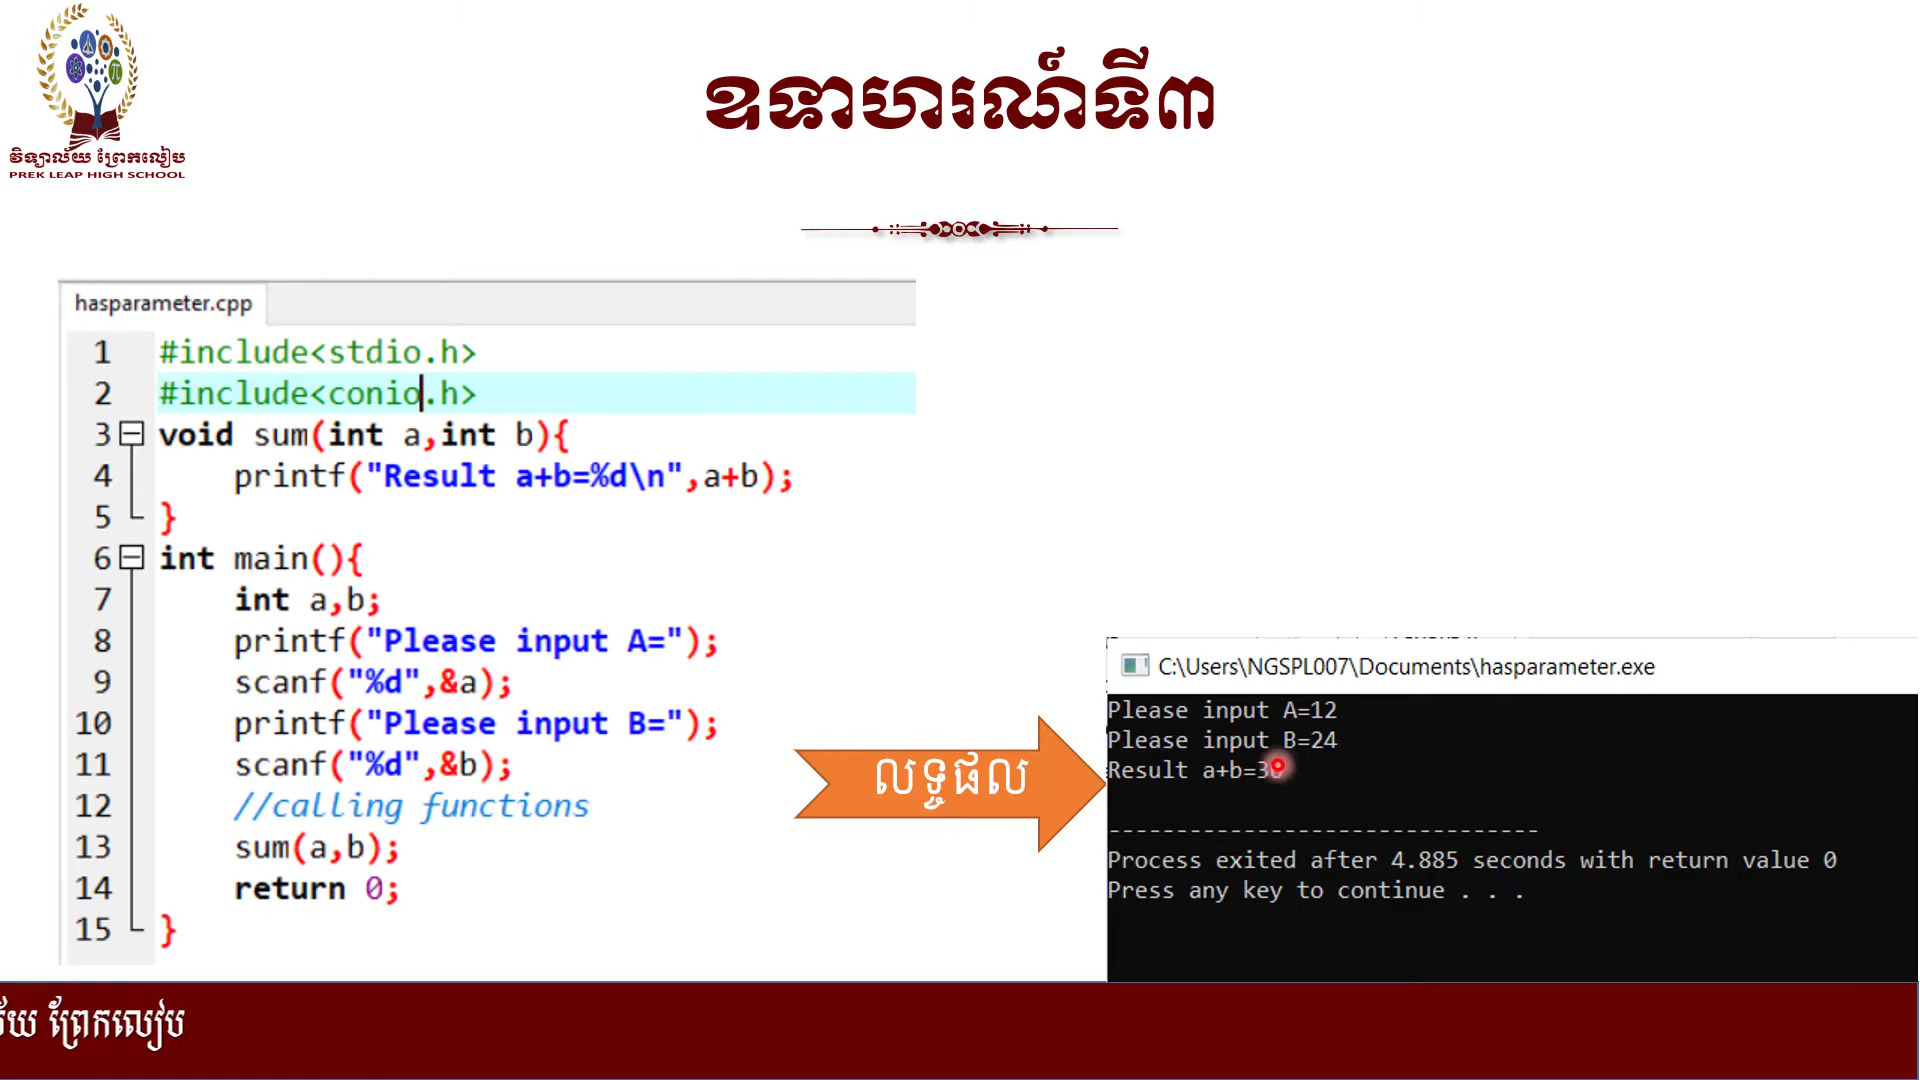 ឧទាហរណ៍ទី៣
វិទ្យាល័យ ព្រែកលៀប
PREK LEAP HIGH SCHOOL
hasparameter.cpp
1 #include<stdio.h>
2 #include<conio.h>
3 void sum(int a,int b){
4 printf("Result a+b=%d\n",a+b);
5 }
6 int main(){
7 int a,b;
8 printf("Please input A=");
9 scanf("%d",&a);
10 printf("Please input B=");
11 scanf("%d",&b);
12 //calling functions
13 sum(a,b);
14 return 0;
15 }
លទ្ធផល
C:\Users\NGSPL007\Documents\hasparameter.exe
Please input A=12
Please input B=24
Result a+b=36
--------------------------------
Process exited after 4.885 seconds with return value 0
Press any key to continue . . .
ព្រែកលៀប